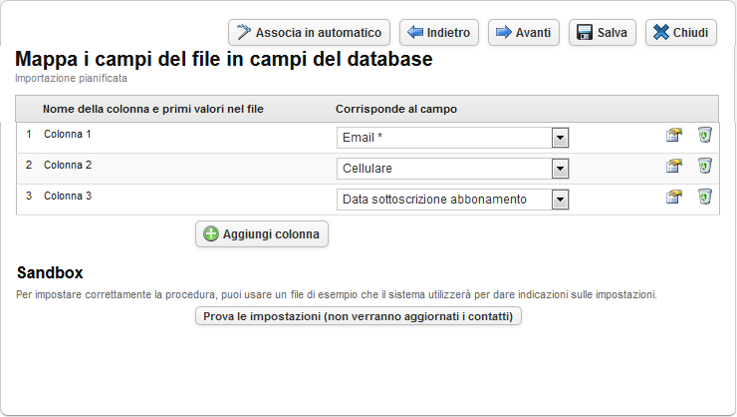 Associa in automatico Indietro Avanti Salva Chiudi
Mappa i campi del file in campi del database
Importazione pianificata
Nome della colonna e primi valori nel file Corrisponde al campo
1 Colonna 1 Email *
2 Colonna 2 Cellulare
3 Colonna 3 Data sottoscrizione abbonamento
Aggiungi colonna
Sandbox
Per impostare correttamente la procedura, puoi usare un file di esempio che il sistema utilizzerà per dare indicazioni sulle impostazioni.
Prova le impostazioni (non verranno aggiornati i contatti)